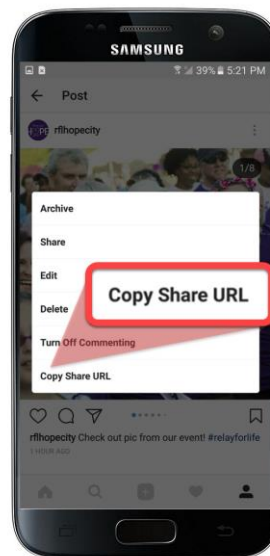 SAMSUNG
39% 5:21 PM
Post
rflhopecity
1/8
Archive
Share
Edit
Copy Share URL
Delete
Turn Off Commenting
Copy Share URL
rflhopecity Check out pic from our event! #relayforlife
1 HOUR AGO